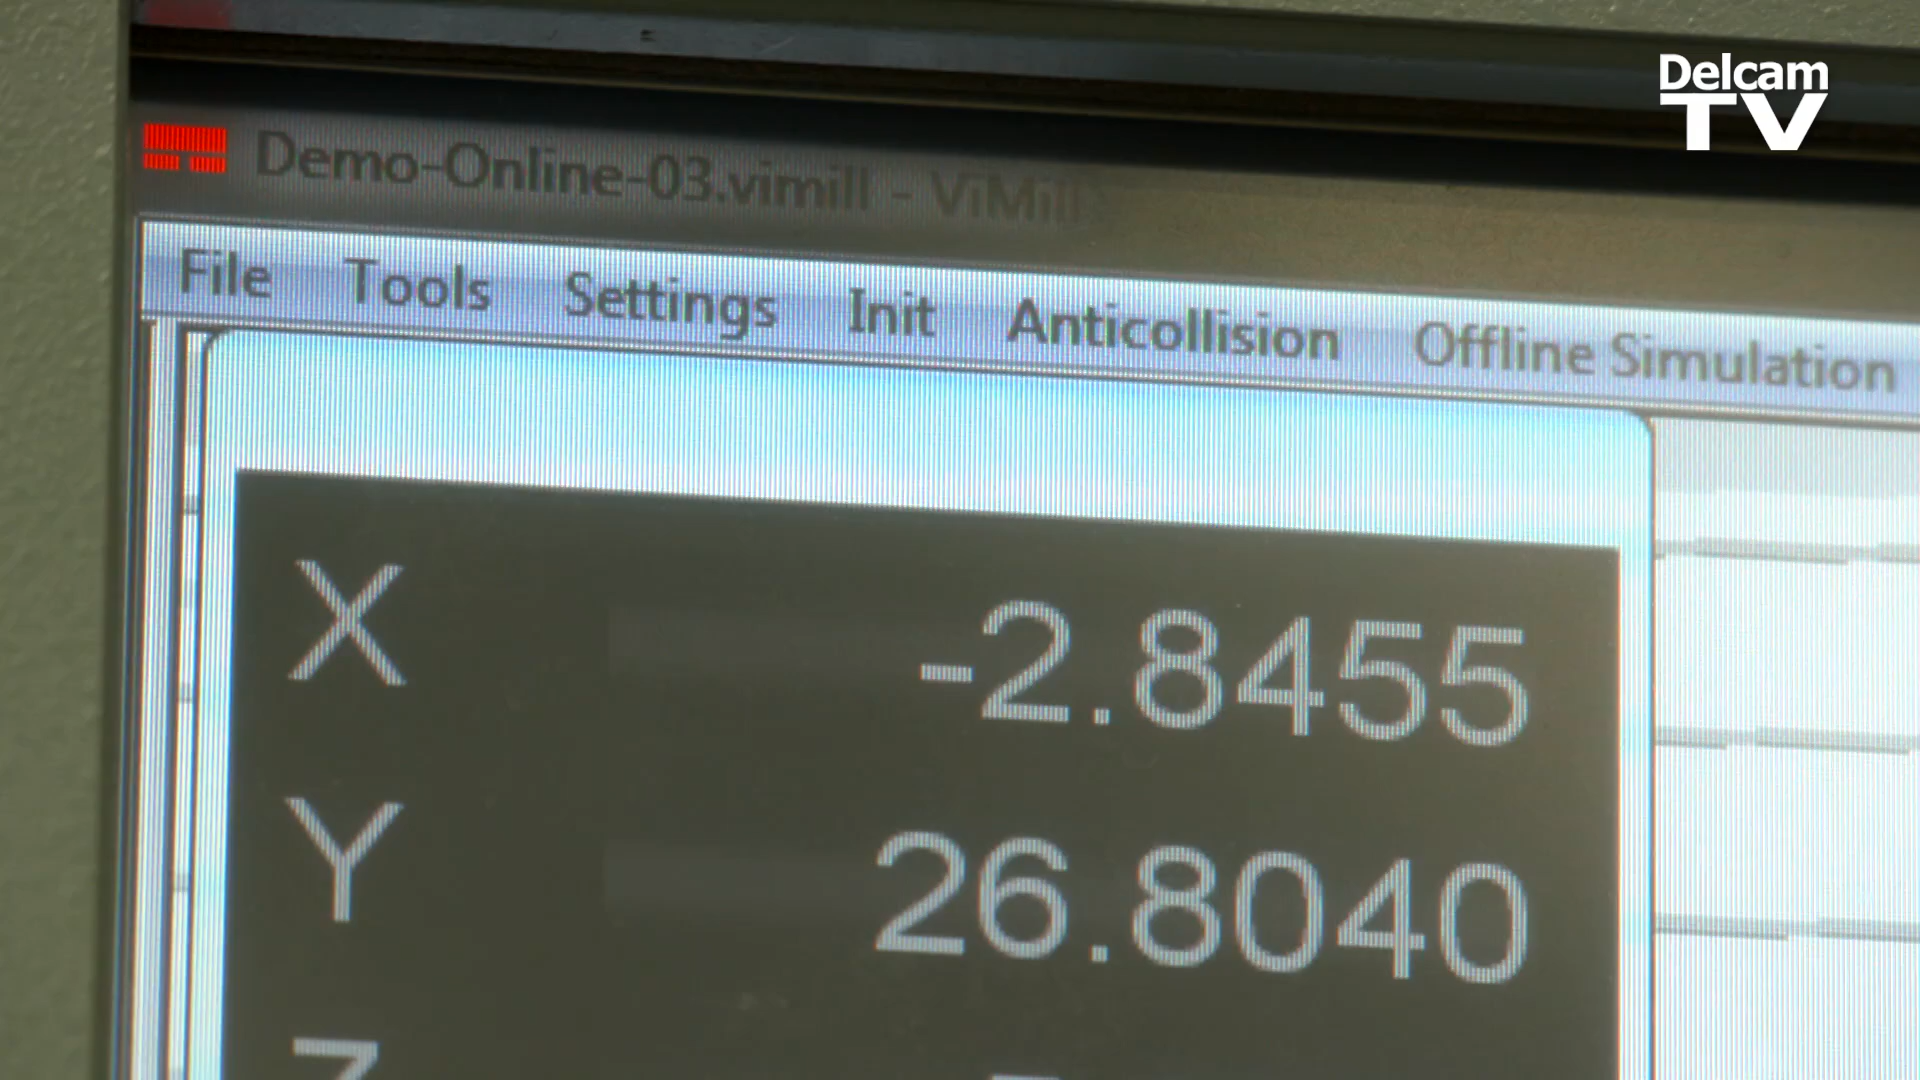 Delcam
TV
Demo-Online-03.vimill - ViMill
File Tools Settings Init Anticollision Offline Simulation
X -2.8455
Y 26.8040
Z